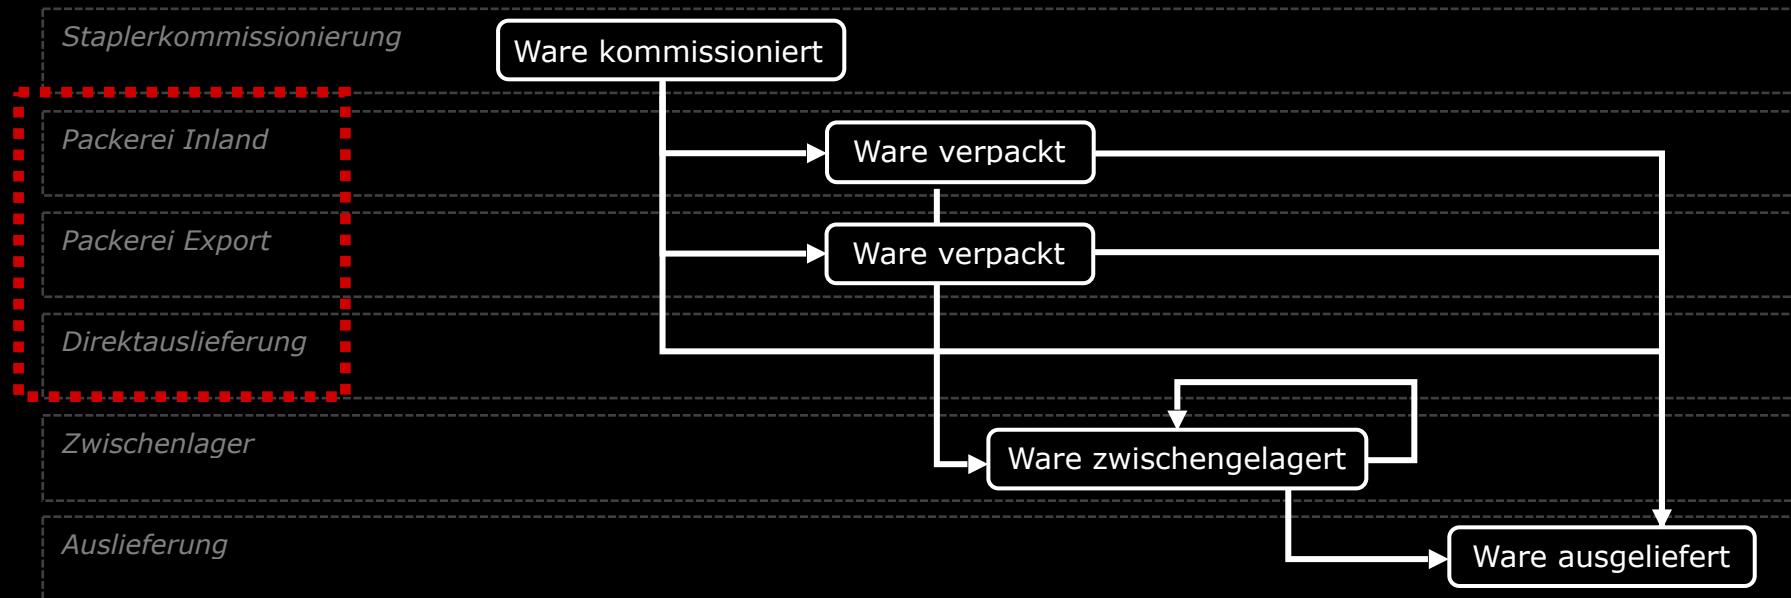 Staplerkommissionierung
Ware kommissioniert
Packerei Inland
Ware verpackt
Packerei Export
Ware verpackt
Direktauslieferung
Zwischenlager
Ware zwischengelagert
Auslieferung
Ware ausgeliefert